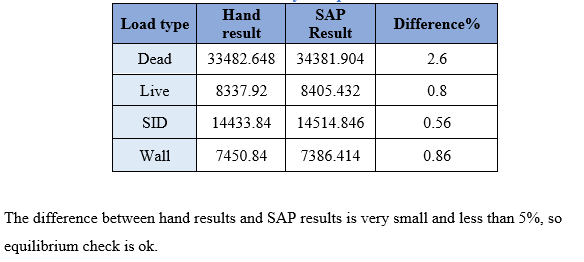 Load type Hand result SAP Result Difference%
Dead 33482.648 34381.904 2.6
Live 8337.92 8405.432 0.8
SID 14433.84 14514.846 0.56
Wall 7450.84 7386.414 0.86
The difference between hand results and SAP results is very small and less than 5%, so
equilibrium check is ok.